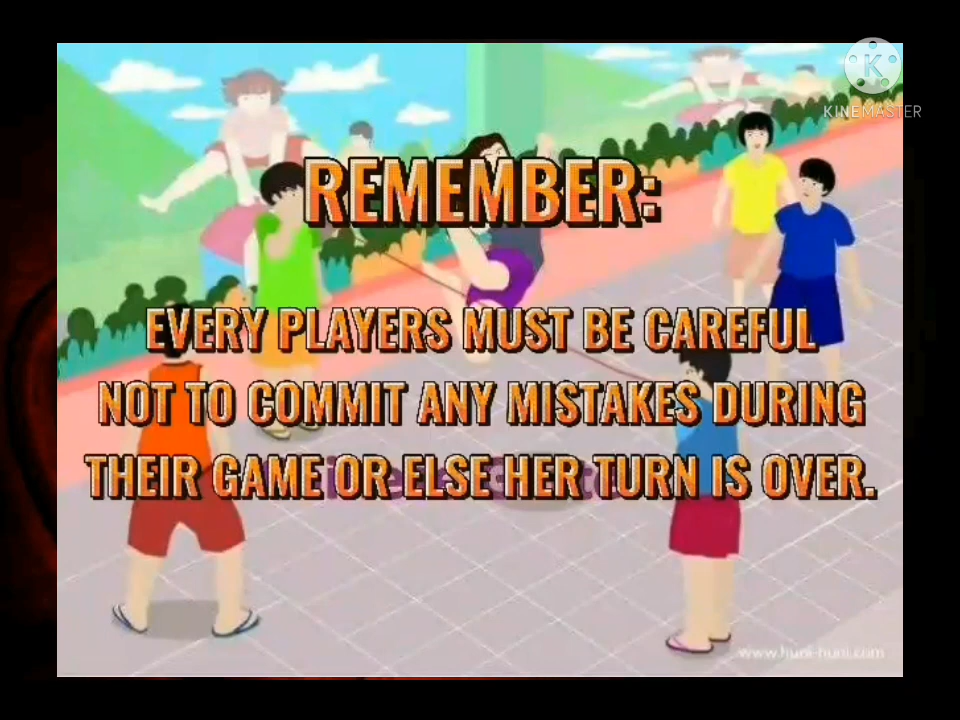 KINEMASTER
REMEMBER:
EVERY PLAYERS MUST BE CAREFUL
NOT TO COMMIT ANY MISTAKES DURING
THEIR GAME OR ELSE HER TURN IS OVER.
www.huni-huni.com